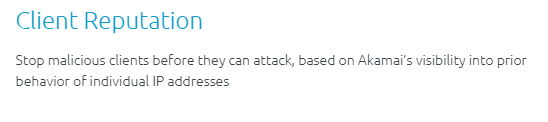 Client Reputation
Stop malicious clients before they can attack, based on Akamai's visibility into prior
behavior of individual IP addresses